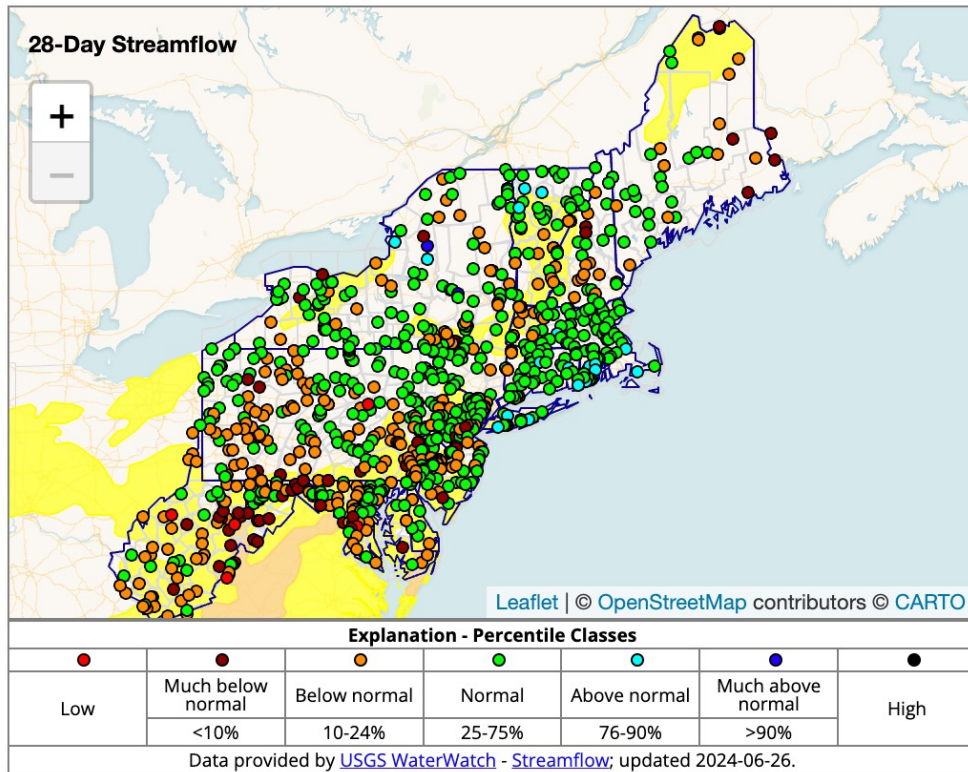 28-Day Streamflow
+
−
Leaflet | © OpenStreetMap contributors © CARTO
Explanation - Percentile Classes
Low
Much below normal
Below normal
Normal
Above normal
Much above normal
High
<10%
10-24%
25-75%
76-90%
>90%
Data provided by USGS WaterWatch - Streamflow; updated 2024-06-26.